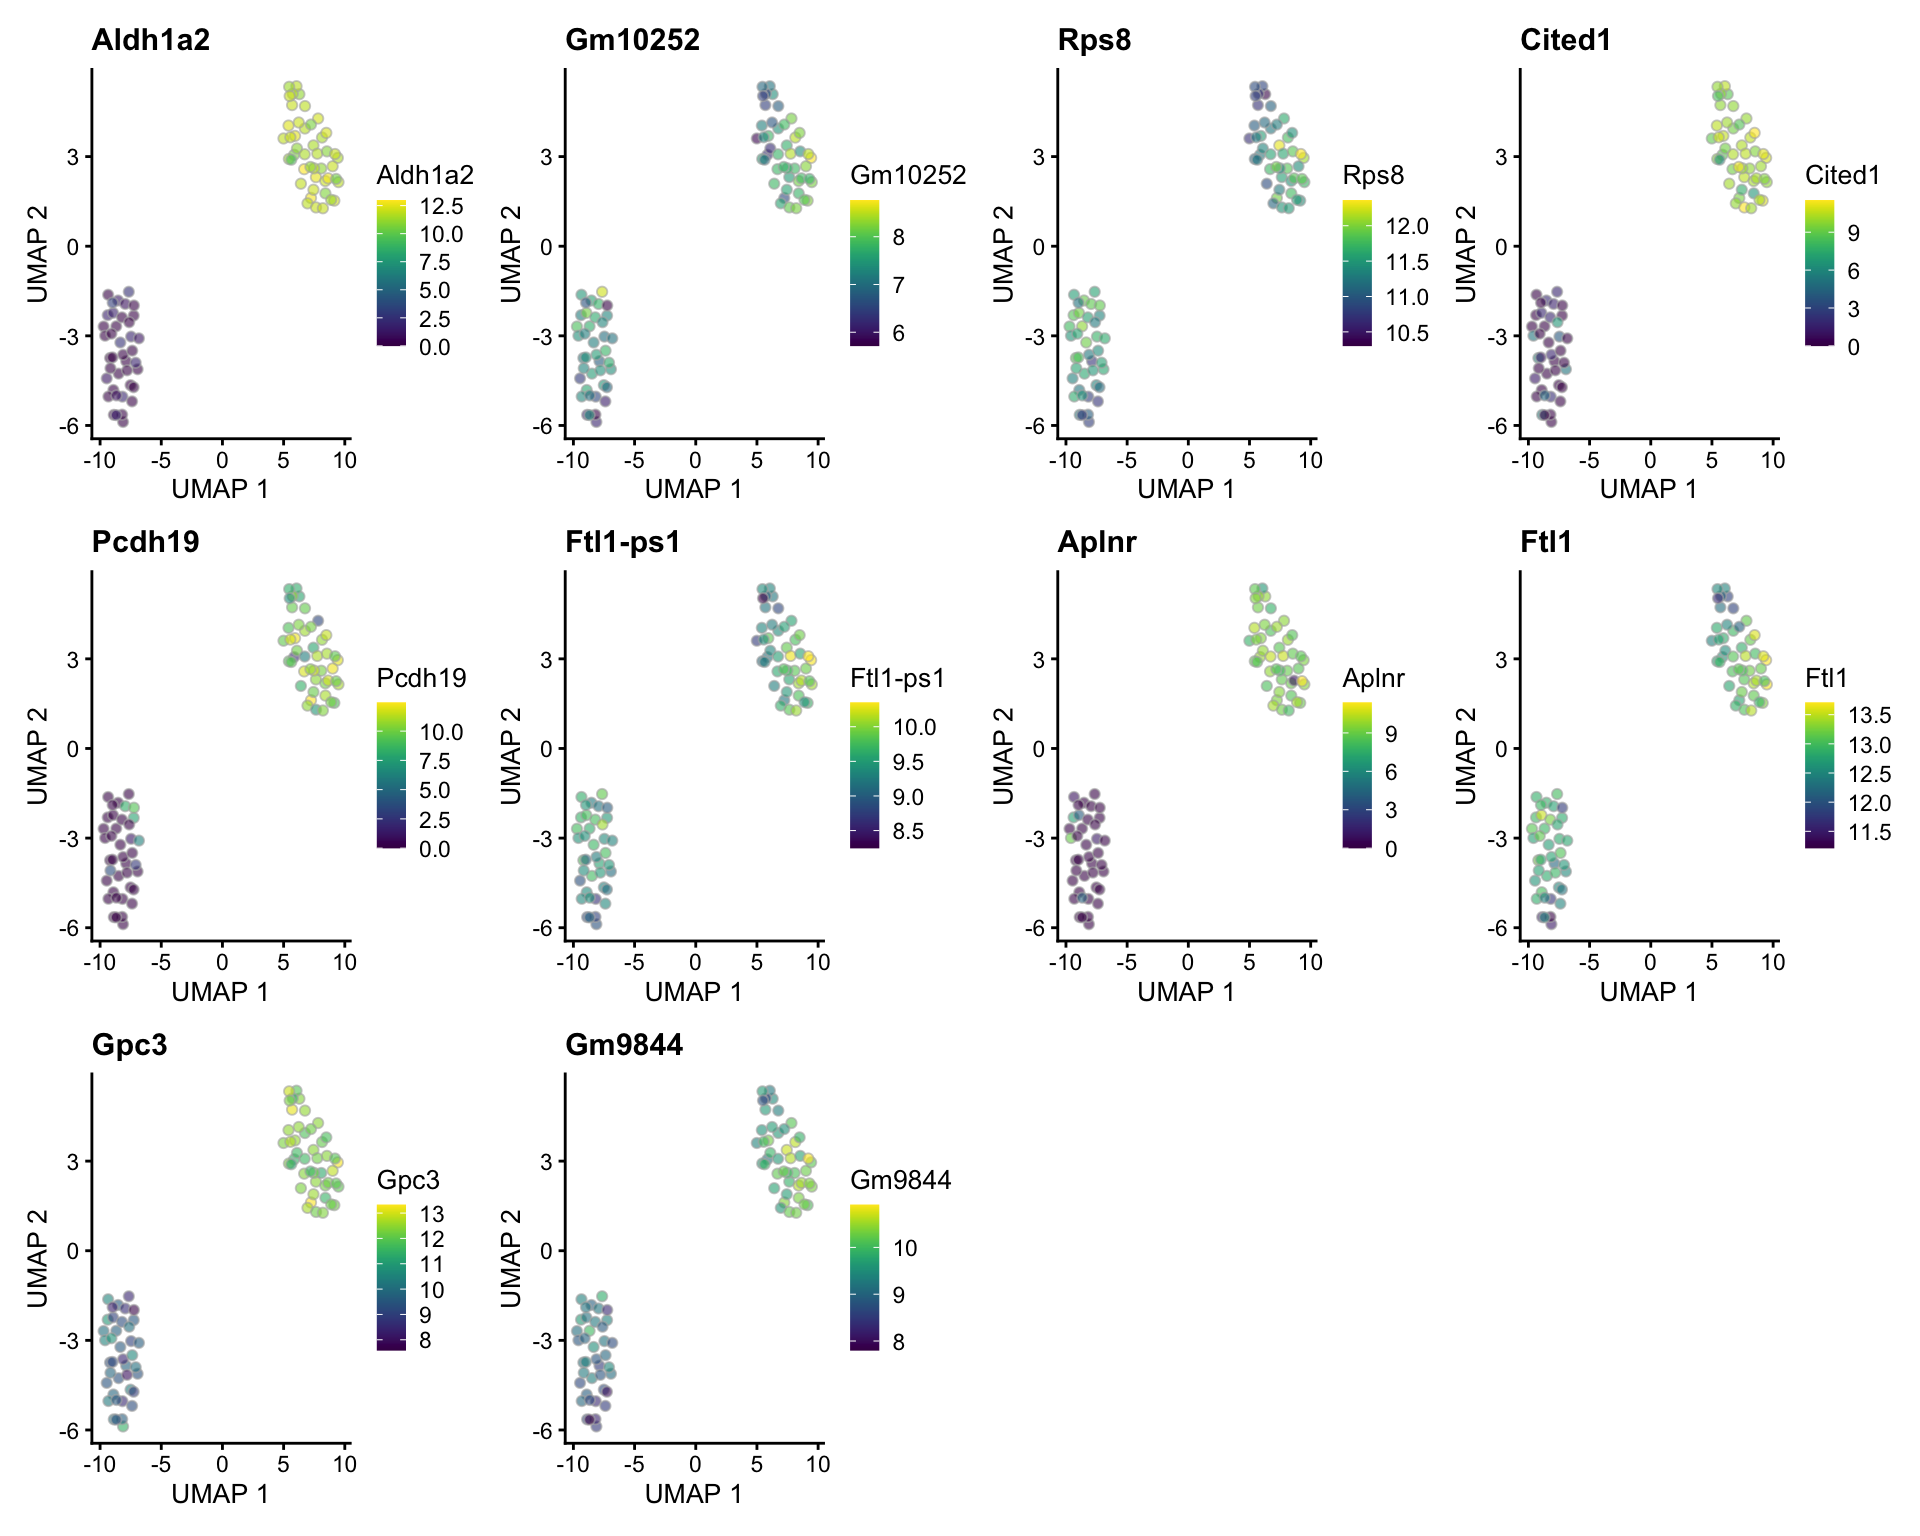 Aldh1a2
Gm10252
Rps8
Cited1
UMAP 2
3
0
-3
-6
-10 -5 0 5 10
UMAP 1
Aldh1a2
12.5
10.0
7.5
5.0
2.5
0.0
UMAP 2
3
0
-3
-6
-10 -5 0 5 10
UMAP 1
Gm10252
8
7
6
UMAP 2
3
0
-3
-6
-10 -5 0 5 10
UMAP 1
Rps8
12.0
11.5
11.0
10.5
UMAP 2
3
0
-3
-6
-10 -5 0 5 10
UMAP 1
Cited1
9
6
3
0
Pcdh19
Ftl1-ps1
Aplnr
Ftl1
UMAP 2
3
0
-3
-6
-10 -5 0 5 10
UMAP 1
Pcdh19
10.0
7.5
5.0
2.5
0.0
UMAP 2
3
0
-3
-6
-10 -5 0 5 10
UMAP 1
Ftl1-ps1
10.0
9.5
9.0
8.5
UMAP 2
3
0
-3
-6
-10 -5 0 5 10
UMAP 1
Aplnr
9
6
3
0
UMAP 2
3
0
-3
-6
-10 -5 0 5 10
UMAP 1
Ftl1
13.5
13.0
12.5
12.0
11.5
Gpc3
Gm9844
UMAP 2
3
0
-3
-6
-10 -5 0 5 10
UMAP 1
Gpc3
13
12
11
10
9
8
UMAP 2
3
0
-3
-6
-10 -5 0 5 10
UMAP 1
Gm9844
10
9
8